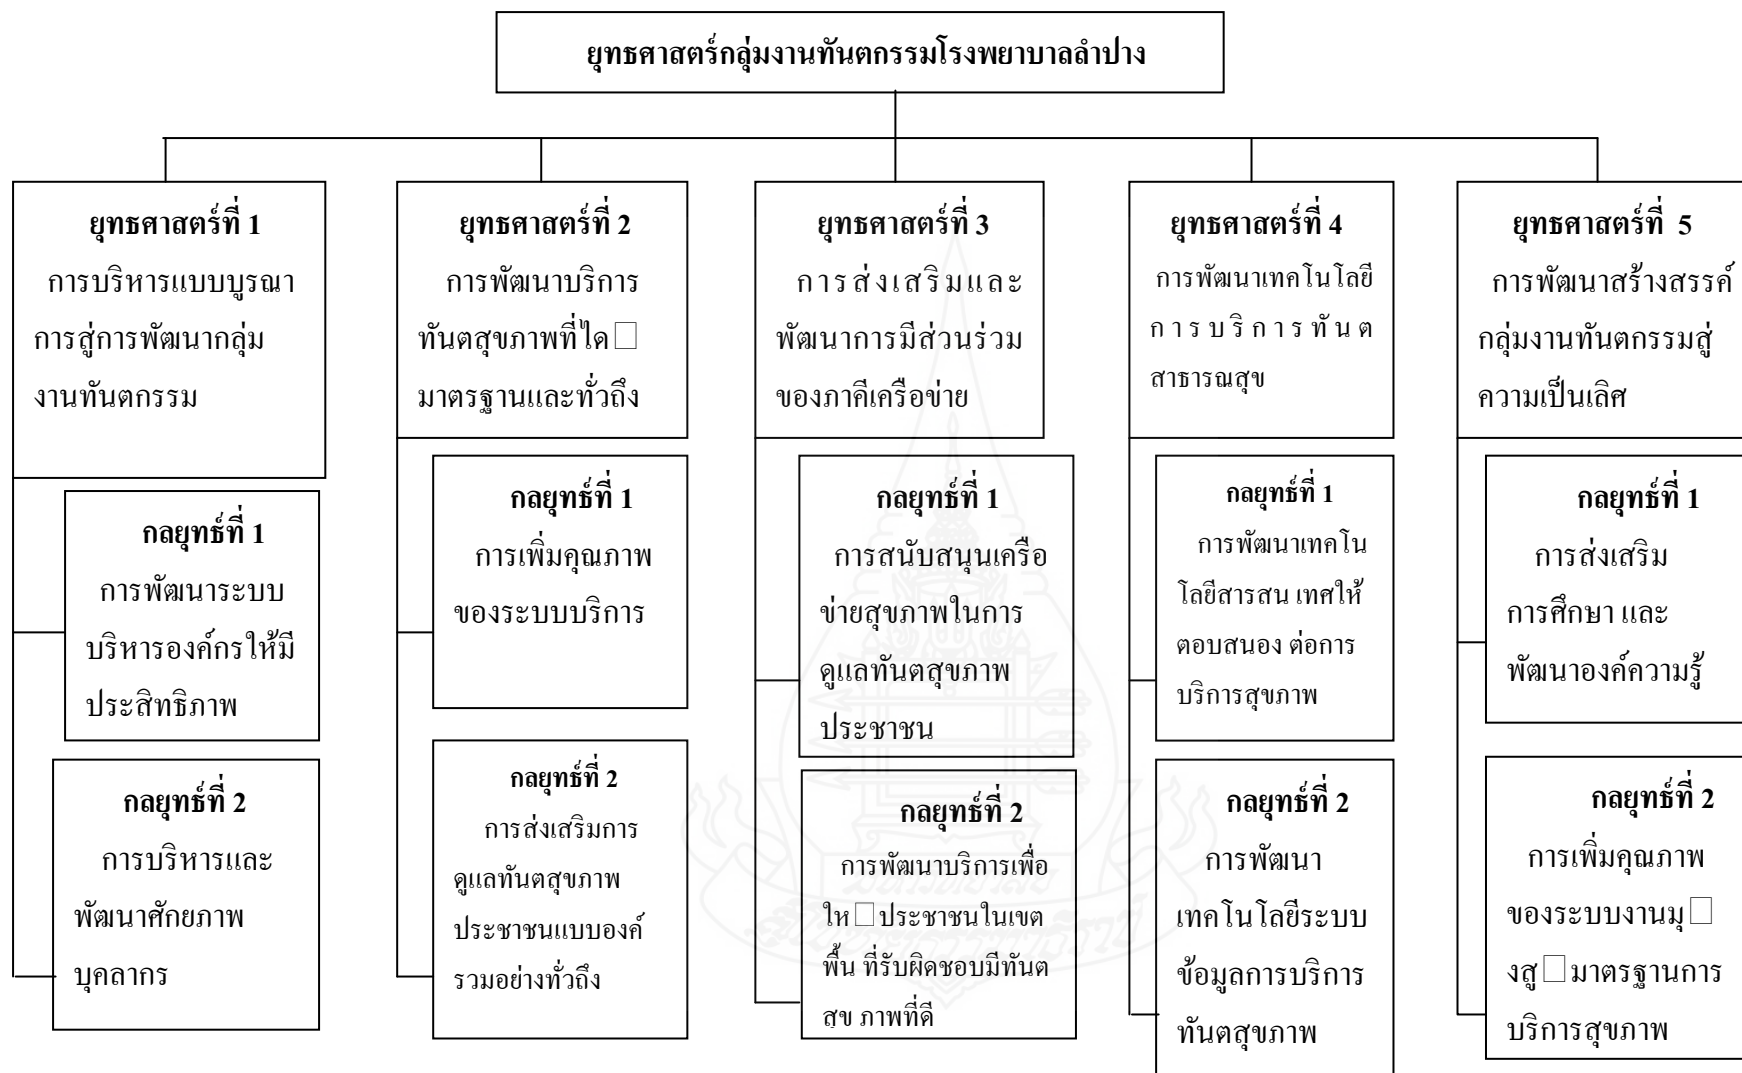 ยุทธศาสตร์กลุ่มงานทันตกรรมโรงพยาบาลลำปาง
ยุทธศาสตร์ที่ 1
การบริหารแบบบูรณา
การสู่การพัฒนากลุ่ม
งานทันตกรรม
กลยุทธ์ที่ 1
การพัฒนาระบบ
บริหารองค์กรให้มี
ประสิทธิภาพ
กลยุทธ์ที่ 2
การบริหารและ
พัฒนาศักยภาพ
บุคลากร
ยุทธศาสตร์ที่ 2
การพัฒนาบริการ
ทันตสุขภาพที่ได□
มาตรฐานและทั่วถึง
กลยุทธ์ที่ 1
การเพิ่มคุณภาพ
ของระบบบริการ
กลยุทธ์ที่ 2
การส่งเสริมการ
ดูแลทันตสุขภาพ
ประชาชนแบบองค์
รวมอย่างทั่วถึง
ยุทธศาสตร์ที่ 3
การส่งเสริมและ
พัฒนาการมีส่วนร่วม
ของภาคีเครือข่าย
กลยุทธ์ที่ 1
การสนับสนุนเครือ
ข่ายสุขภาพในการ
ดูแลทันตสุขภาพ
ประชาชน
กลยุทธ์ที่ 2
การพัฒนาบริการเพื่อ
ให□ ประชาชนในเขต
พื้น ที่รับผิดชอบมีทันต
สุข ภาพที่ดี
ยุทธศาสตร์ที่ 4
การพัฒนาเทคโนโลยี
การบริการทันต
สาธารณสุข
กลยุทธ์ที่ 1
การพัฒนาเทคโน
โลยีสารสน เทศให้
ตอบสนอง ต่อการ
บริการสุขภาพ
กลยุทธ์ที่ 2
การพัฒนา
เทคโนโลยีระบบ
ข้อมูลการบริการ
ทันตสุขภาพ
ยุทธศาสตร์ที่ 5
การพัฒนาสร้างสรรค์
กลุ่มงานทันตกรรมสู่
ความเป็นเลิศ
กลยุทธ์ที่ 1
การส่งเสริม
การศึกษา และ
พัฒนาองค์ความรู้
กลยุทธ์ที่ 2
การเพิ่มคุณภาพ
ของระบบงานมุ□
งสู□ มาตรฐานการ
บริการสุขภาพ